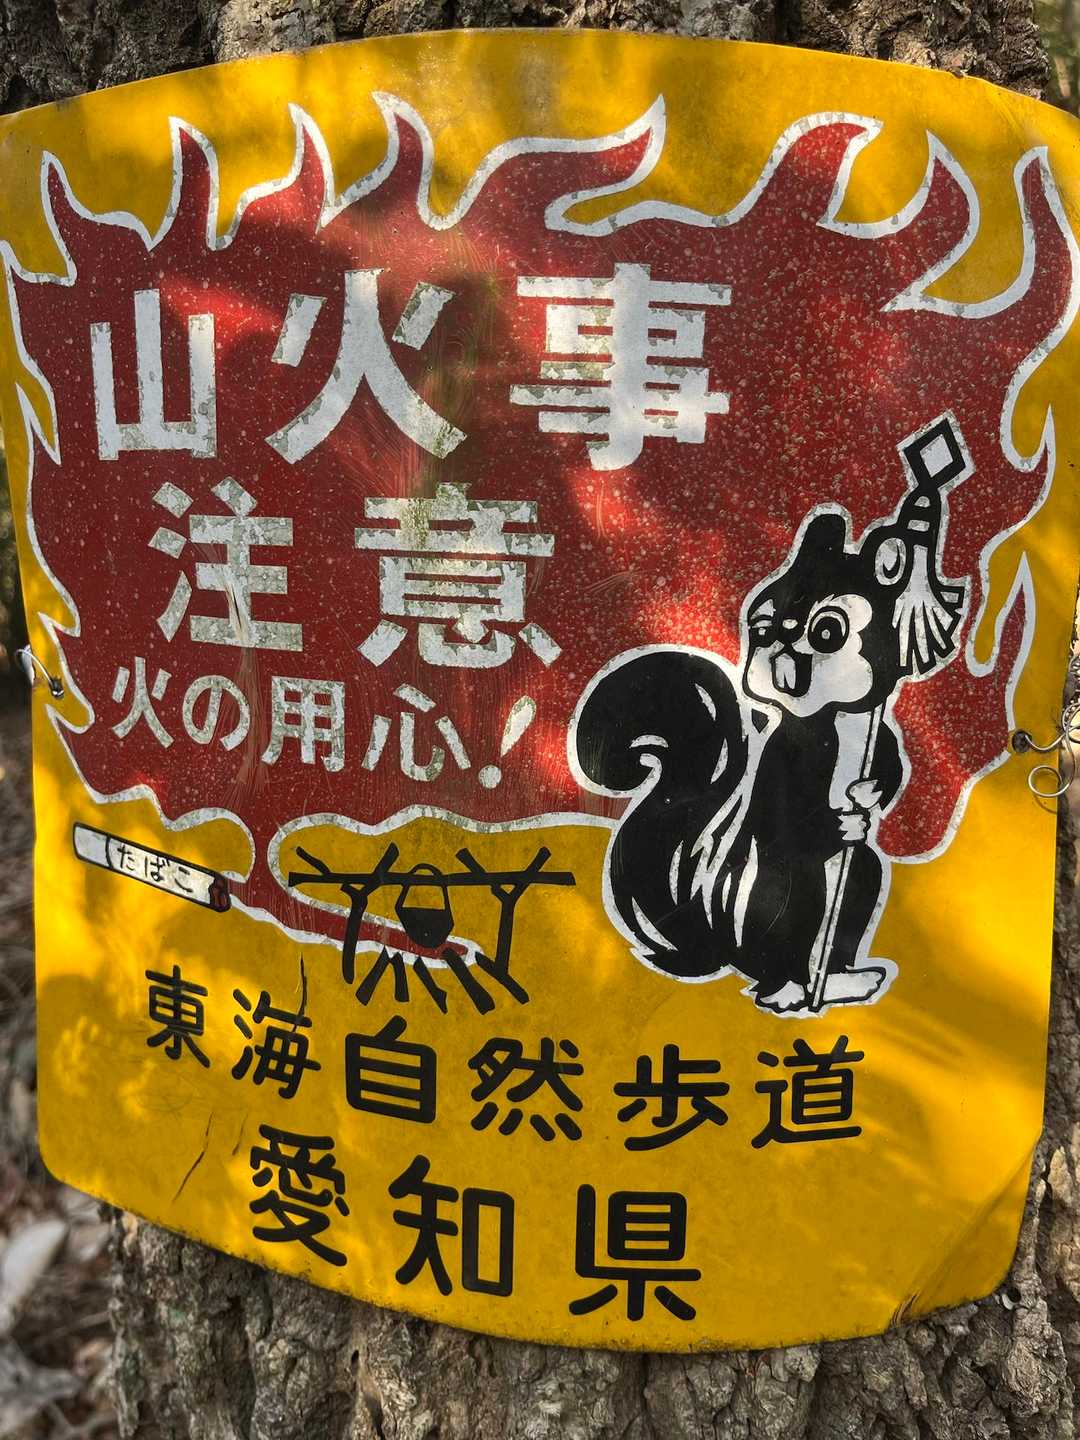 山火事
注意
火の用心!
たばこ
東海自然歩道
愛知県